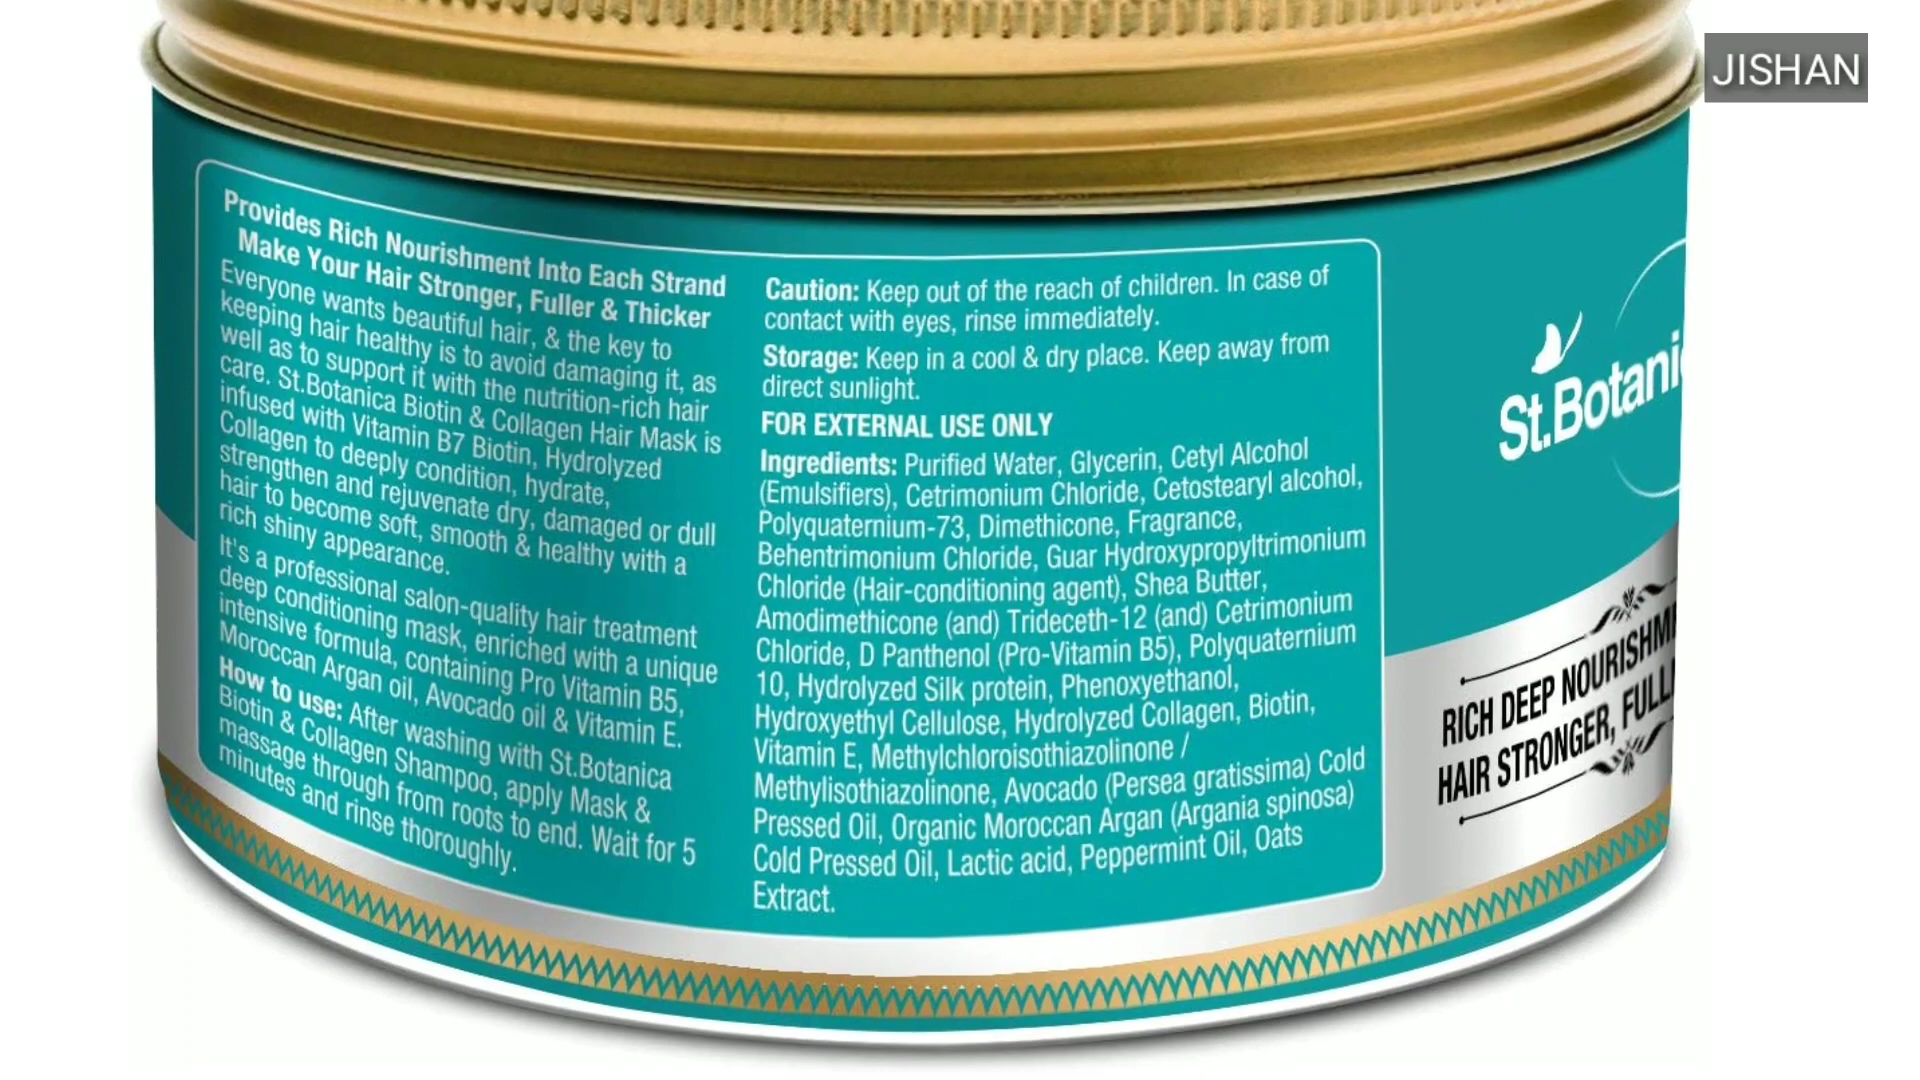 JISHAN
Provides Rich Nourishment Into Each Strand
Make Your Hair Stronger, Fuller & Thicker
Everyone wants beautiful hair, & the key to
keeping hair healthy is to avoid damaging it, as
well as to support it with the nutrition-rich hair
care. St.Botanica Biotin & Collagen Hair Mask is
infused with Vitamin B7 Biotin, Hydrolyzed
Collagen to deeply condition, hydrate,
strengthen and rejuvenate dry, damaged or dull
hair to become soft, smooth & healthy with a
rich shiny appearance.
It's a professional salon-quality hair treatment
deep conditioning mask, enriched with a unique
intensive formula, containing Pro Vitamin B5,
Moroccan Argan oil, Avocado oil & Vitamin E.
How to use: After washing with St.Botanica
Biotin & Collagen Shampoo, apply Mask &
massage through from roots to end. Wait for 5
minutes and rinse thoroughly.
Caution: Keep out of the reach of children. In case of
contact with eyes, rinse immediately.
Storage: Keep in a cool & dry place. Keep away from
direct sunlight.
FOR EXTERNAL USE ONLY
Ingredients: Purified Water, Glycerin, Cetyl Alcohol
(Emulsifiers), Cetrimonium Chloride, Cetostearyl alcohol,
Polyquaternium-73, Dimethicone, Fragrance,
Behentrimonium Chloride, Guar Hydroxypropyltrimonium
Chloride (Hair-conditioning agent), Shea Butter,
Amodimethicone (and) Trideceth-12 (and) Cetrimonium
Chloride, D Panthenol (Pro-Vitamin B5), Polyquaternium
10, Hydrolyzed Silk protein, Phenoxyethanol,
Hydroxyethyl Cellulose, Hydrolyzed Collagen, Biotin,
Vitamin E, Methylchloroisothiazolinone /
Methylisothiazolinone, Avocado (Persea gratissima) Cold
Pressed Oil, Organic Moroccan Argan (Argania spinosa)
Cold Pressed Oil, Lactic acid, Peppermint Oil, Oats
Extract.
St.Botani
RICH DEEP NOURISHM
HAIR STRONGER, FULL